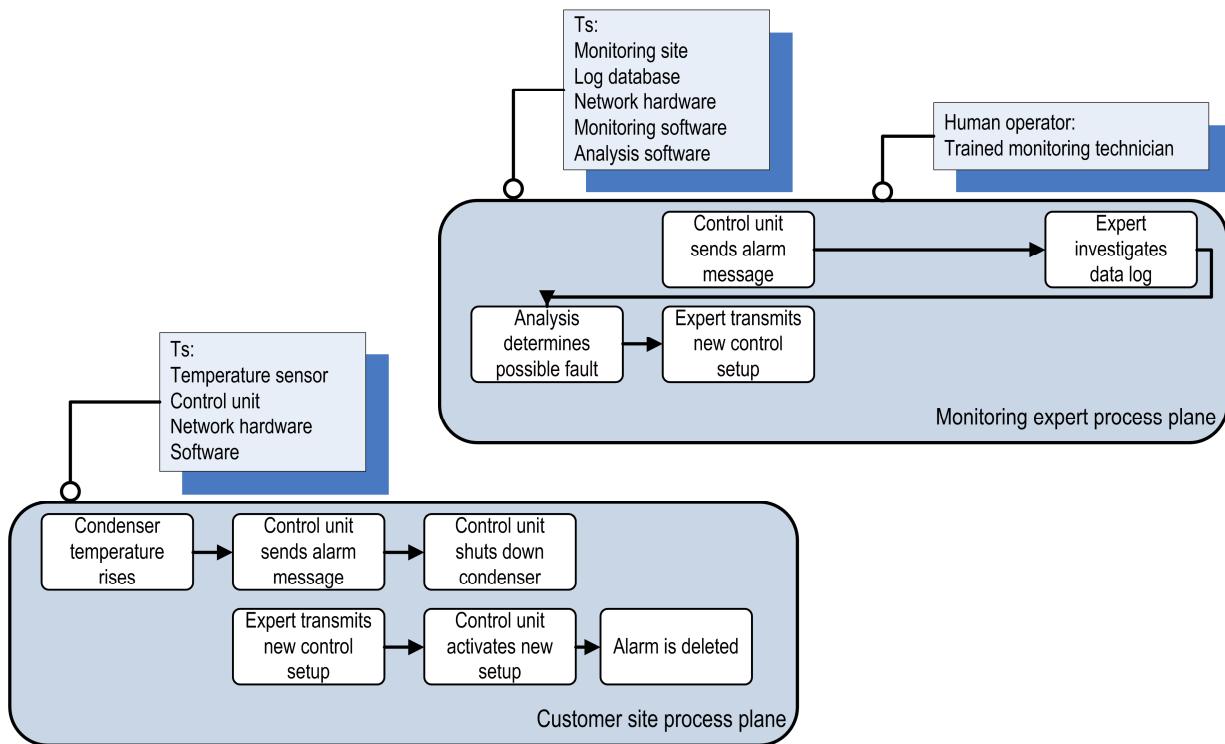 Ts:
Monitoring site
Log database
Network hardware
Monitoring software
Analysis software
Human operator:
Trained monitoring technician
Control unit
sends alarm
message
Expert
investigates
data log
Analysis
determines
possible fault
Expert transmits
new control
setup
Monitoring expert process plane
Ts:
Temperature sensor
Control unit
Network hardware
Software
Condenser
temperature
rises
Control unit
sends alarm
message
Control unit
shuts down
condenser
Expert transmits
new control
setup
Control unit
activates new
setup
Alarm is deleted
Customer site process plane